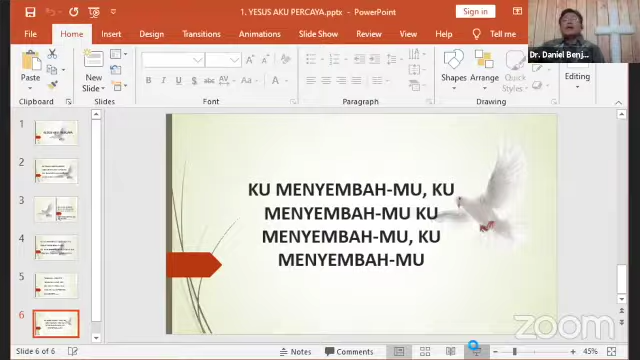 1. YESUS AKU PERCAYA.pptx - PowerPoint
Sign in
File Home Insert Design Transitions Animations Slide Show Tell me
Dr. Daniel Benj...
Paste
New
Slide
Shapes Arrange Quick
Styles
Editing
Clipboard Slides Font Paragraph Drawing
1
2
3
4
5
6
KU MENYEMBAH-MU, KU
MENYEMBAH-MU KU
MENYEMBAH-MU, KU
MENYEMBAH-MU
zoom
Slide 6 of 6
Notes Comments
45%